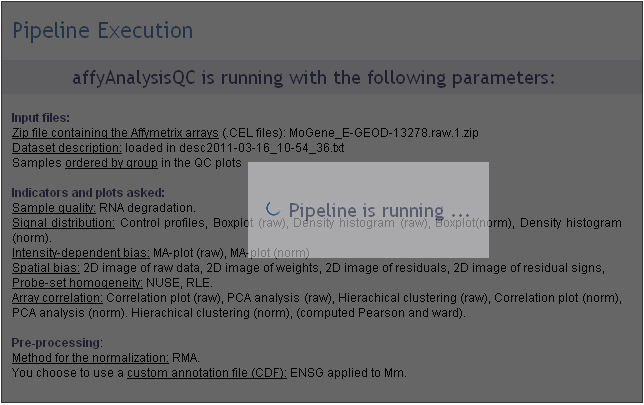 Pipeline Execution
affyAnalysisQC is running with the following parameters:
Input files:
Zip file containing the Affymetrix arrays (.CEL files): MoGene_E-GEOD-13278.raw.1.zip
Dataset description: loaded in desc2011-03-16_10-54_36.txt
Samples ordered by group in the QC plots
Indicators and plots asked:
Sample quality: RNA degradation.
Pipeline is running ...
Signal distribution: Control profiles, Boxplot (raw), Density histogram (raw), Boxplot(norm), Density histogram
(norm).
Intensity-dependent bias: MA-plot (raw), MA-plot (norm)
Spatial bias: 2D image of raw data, 2D image of weights, 2D image of residuals, 2D image of residual signs,
Probe-set homogeneity: NUSE, RLE.
Array correlation: Correlation plot (raw), PCA analysis (raw), Hierachical clustering (raw), Correlation plot (norm),
PCA analysis (norm). Hierachical clustering (norm), (computed Pearson and ward).
Pre-processing:
Method for the normalization: RMA.
You choose to use a custom annotation file (CDF): ENSG applied to Mm.